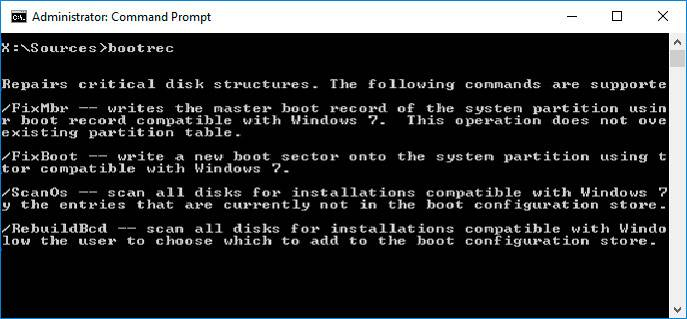 Administrator: Command Prompt
X:\Sources>bootrec
Repairs critical disk structures. The following commands are supporte
/FixMbr -- writes the master boot record of the system partition usin
r boot record compatible with Windows 7.  This operation does not ove
existing partition table.
/FixBoot -- write a new boot sector onto the system partition using t
tor compatible with Windows 7.
/ScanOs -- scan all disks for installations compatible with Windows 7
y the entries that are currently not in the boot configuration store.
/RebuildBcd -- scan all disks for installations compatible with Windo
low the user to choose which to add to the boot configuration store.